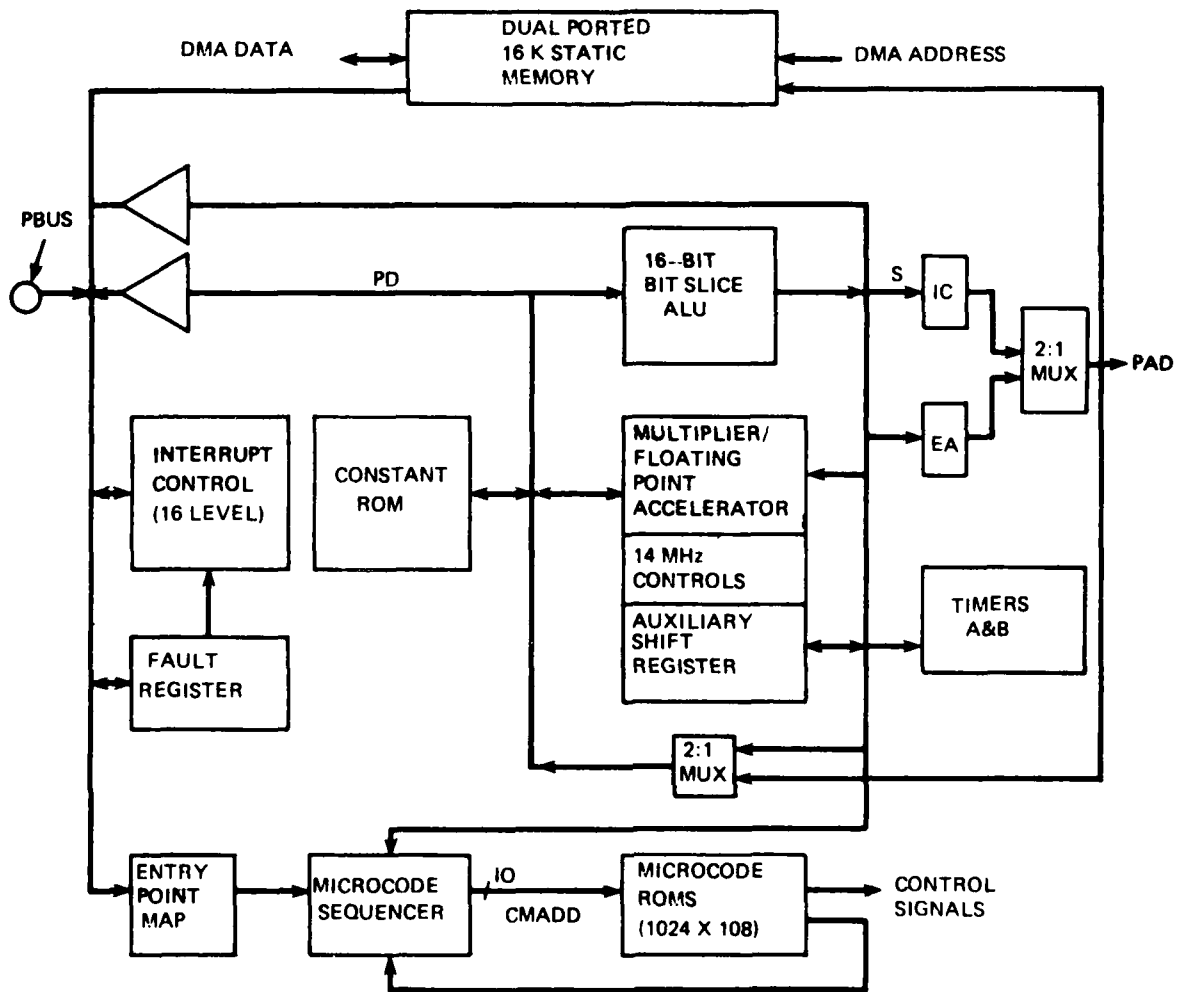 DMA DATA
DUAL PORTED
16 K STATIC
MEMORY
DMA ADDRESS
PBUS
PD
16--BIT
BIT SLICE
ALU
S
IC
2:1
MUX
PAD
EA
INTERRUPT
CONTROL
(16 LEVEL)
CONSTANT
ROM
MULTIPLIER/
FLOATING
POINT
ACCELERATOR
14 MHz
CONTROLS
AUXILIARY
SHIFT
REGISTER
TIMERS
A&B
FAULT
REGISTER
2:1
MUX
ENTRY
POINT
MAP
MICROCODE
SEQUENCER
IO
CMADD
MICROCODE
ROMS
(1024 X 108)
CONTROL
SIGNALS